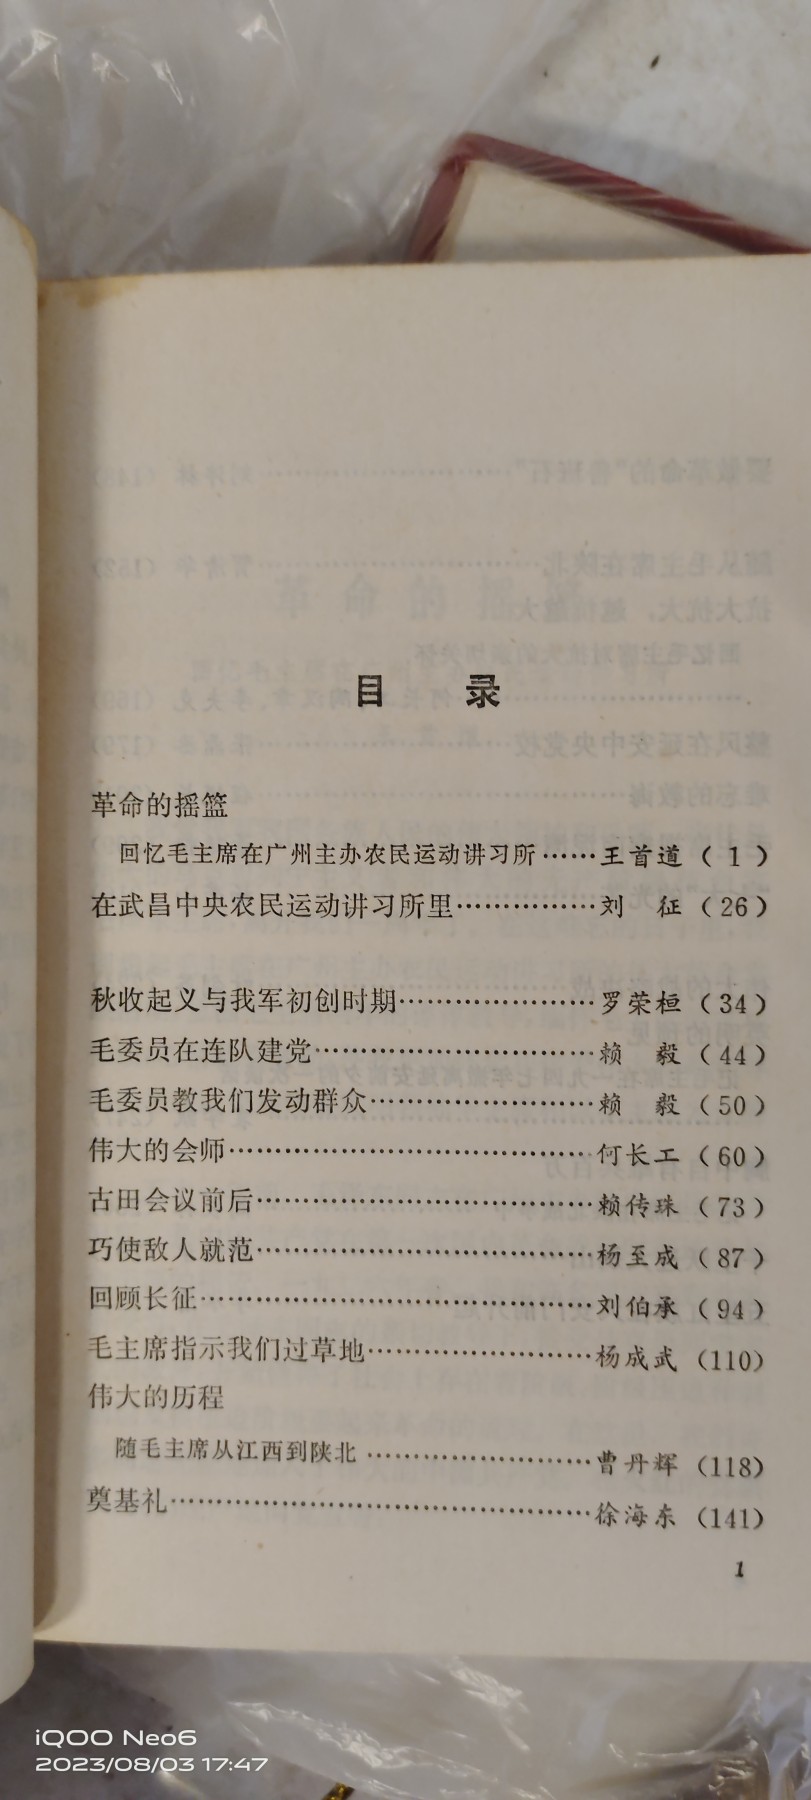 目 录
革命的摇篮
回忆毛主席在广州主办农民运动讲习所……王首道（1）
在武昌中央农民运动讲习所里……………刘 征（26）
秋收起义与我军初创时期…………………罗荣桓（34）
毛委员在连队建党…………………………赖 毅（44）
毛委员教我们发动群众……………………赖 毅（50）
伟大的会师…………………………………何长工（60）
古田会议前后………………………………赖传珠（73）
巧使敌人就范………………………………杨至成（87）
回顾长征……………………………………刘伯承（94）
毛主席指示我们过草地……………………杨成武（110）
伟大的历程
随毛主席从江西到陕北……………………曹丹辉（118）
奠基礼………………………………………徐海东（141）
1
iQOO Neo6
2023/08/03 17:47